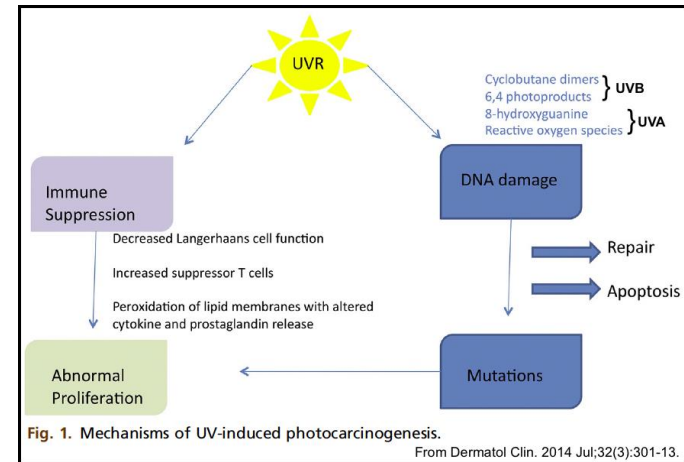 UVR
Cyclobutane dimers
6,4 photoproducts
} UVB
8-hydroxyguanine
Reactive oxygen species
} UVA
Immune
Suppression
DNA damage
Decreased Langerhaans cell function
Increased suppressor T cells
Peroxidation of lipid membranes with altered
cytokine and prostaglandin release
Repair
Apoptosis
Abnormal
Proliferation
Mutations
Fig. 1. Mechanisms of UV-induced photocarcinogenesis.
From Dermatol Clin. 2014 Jul;32(3):301-13.